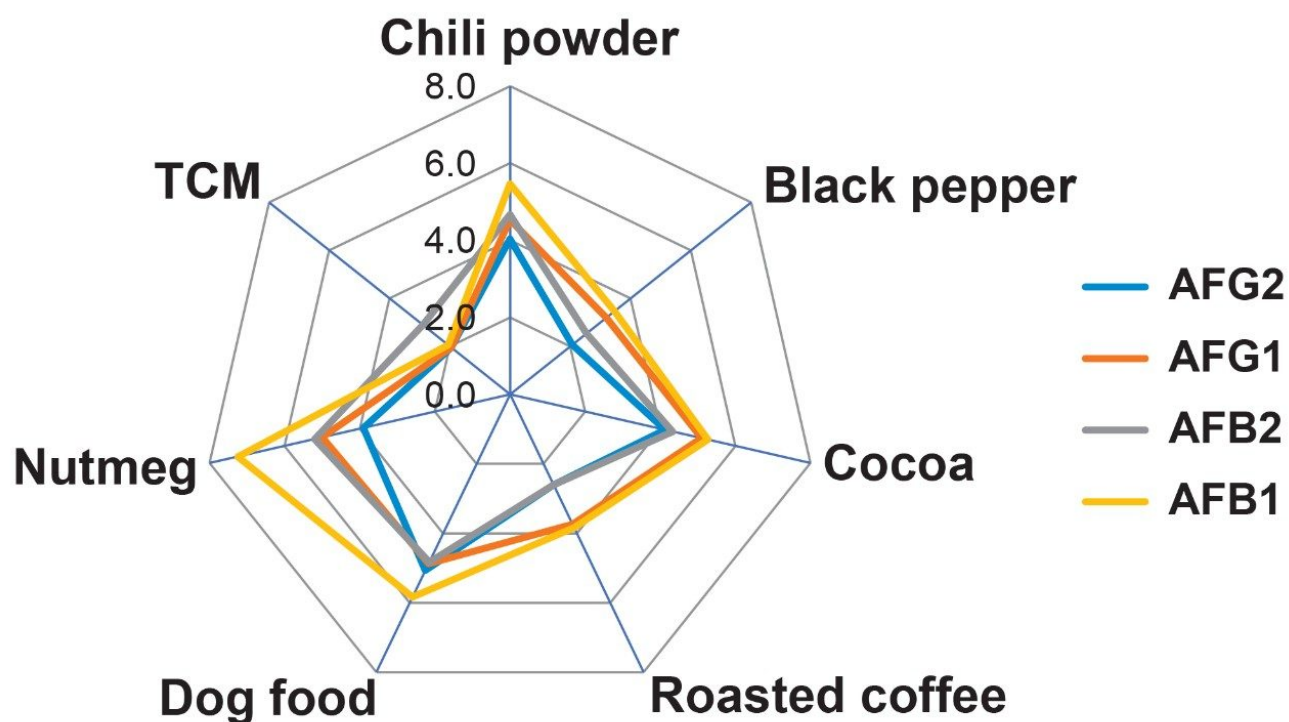 Chili powder
8.0
TCM
6.0
Black pepper
4.0
AFG2
2.0
AFG1
0.0
AFB2
Nutmeg
Cocoa
AFB1
Dog food
Roasted coffee